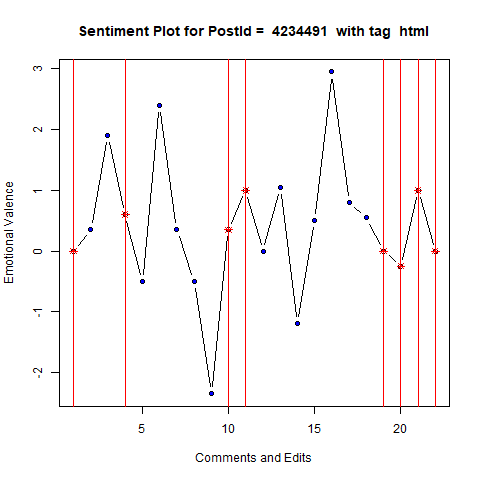 Sentiment Plot for PostId = 4234491 with tag html
Emotional Valence
3
2
1
0
-1
-2
5 10 15 20
Comments and Edits